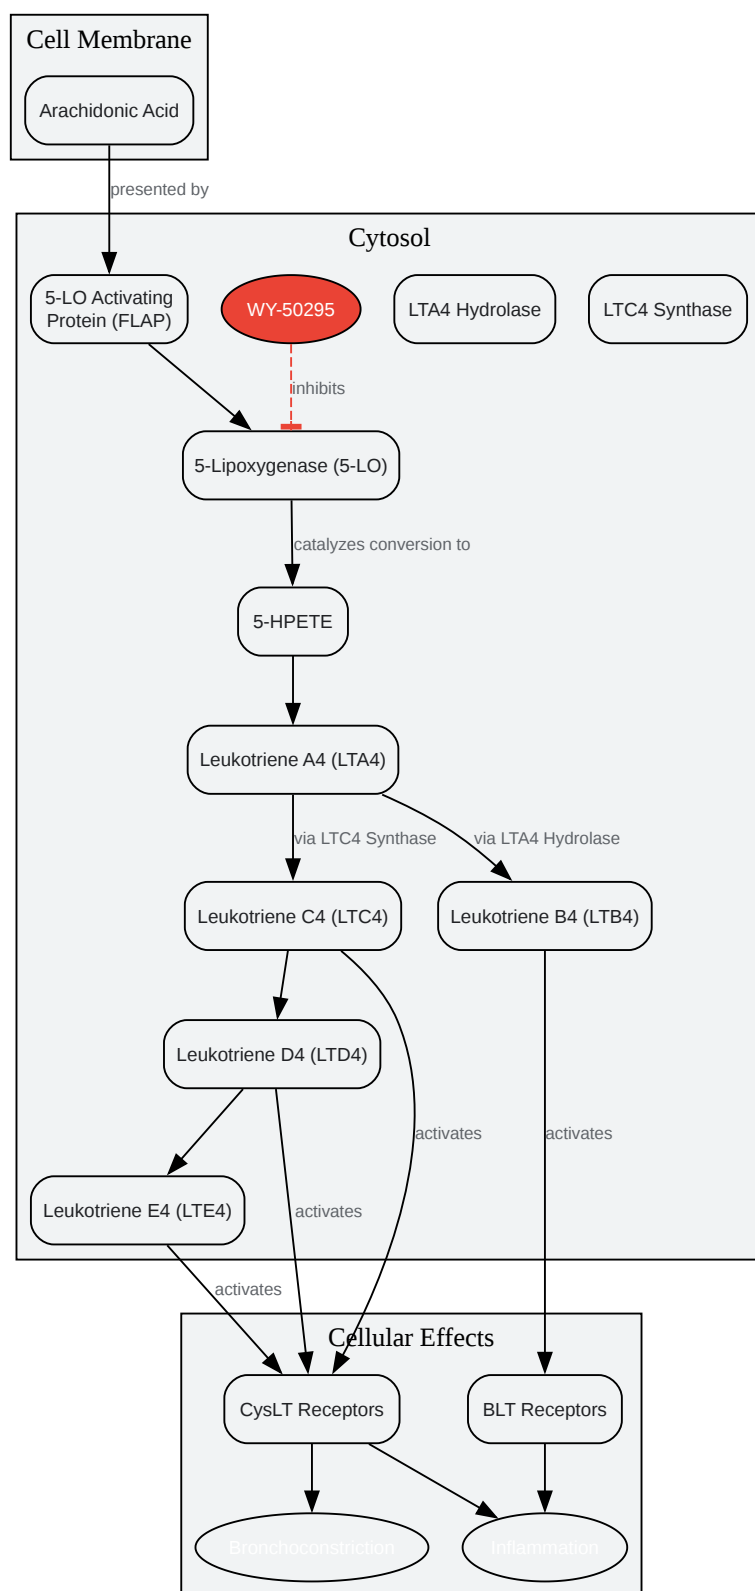 Cell Membrane
Arachidonic Acid
presented by
Cytosol
5-LO Activating
Protein (FLAP)
WY-50295
LTA4 Hydrolase
LTC4 Synthase
inhibits
5-Lipoxygenase (5-LO)
catalyzes conversion to
5-HPETE
Leukotriene A4 (LTA4)
via LTC4 Synthase
via LTA4 Hydrolase
Leukotriene C4 (LTC4)
Leukotriene B4 (LTB4)
Leukotriene D4 (LTD4)
activates
activates
Leukotriene E4 (LTE4)
activates
activates
Cellular Effects
CysLT Receptors
BLT Receptors
Bronchoconstriction
Inflammation